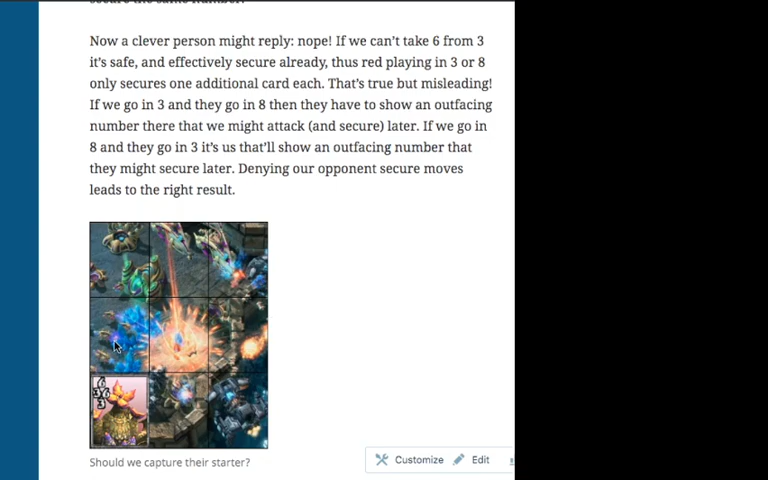 secure the same number.
Now a clever person might reply: nope! If we can't take 6 from 3
it's safe, and effectively secure already, thus red playing in 3 or 8
only secures one additional card each. That's true but misleading!
If we go in 3 and they go in 8 then they have to show an outfacing
number there that we might attack (and secure) later. If we go in
8 and they go in 3 it's us that'll show an outfacing number that
they might secure later. Denying our opponent secure moves
leads to the right result.
6
3 6
3
Should we capture their starter?
Customize Edit